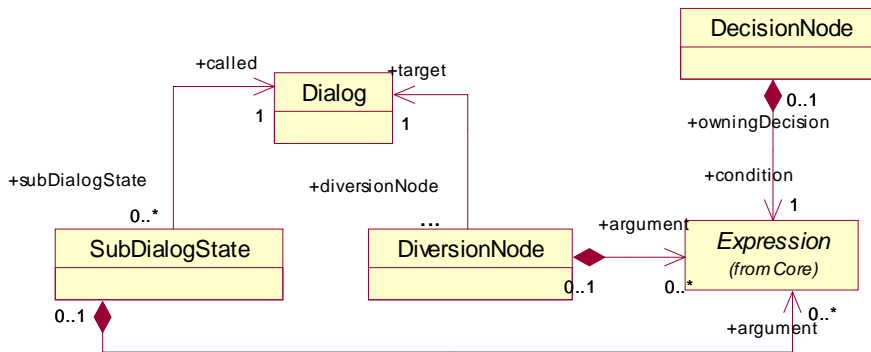 DecisionNode
+called
+target
Dialog
0..1
1
1
+owningDecision
+subDialogState
+diversionNode
+condition
0..*
...
1
+argument
SubDialogState
DiversionNode
Expression
(from Core)
0..1
0..1
0..*
0..*
+argument